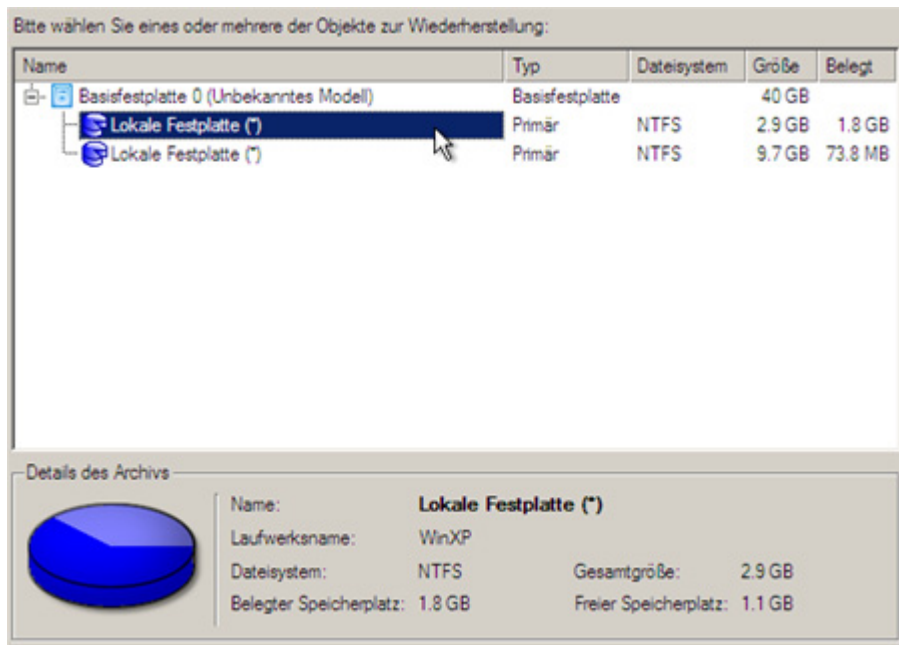 Bitte wählen Sie eines oder mehrere der Objekte zur Wiederherstellung:
Name Typ Dateisystem Größe Belegt
Basisfestplatte 0 (Unbekanntes Modell) Basisfestplatte 40 GB
Lokale Festplatte (*) Primär NTFS 2.9 GB 1.8 GB
Lokale Festplatte (*) Primär NTFS 9.7 GB 73.8 MB
Details des Archivs
Name: Lokale Festplatte (*)
Laufwerksname: WinXP
Dateisystem: NTFS Gesamtgröße: 2.9 GB
Belegter Speicherplatz: 1.8 GB Freier Speicherplatz: 1.1 GB